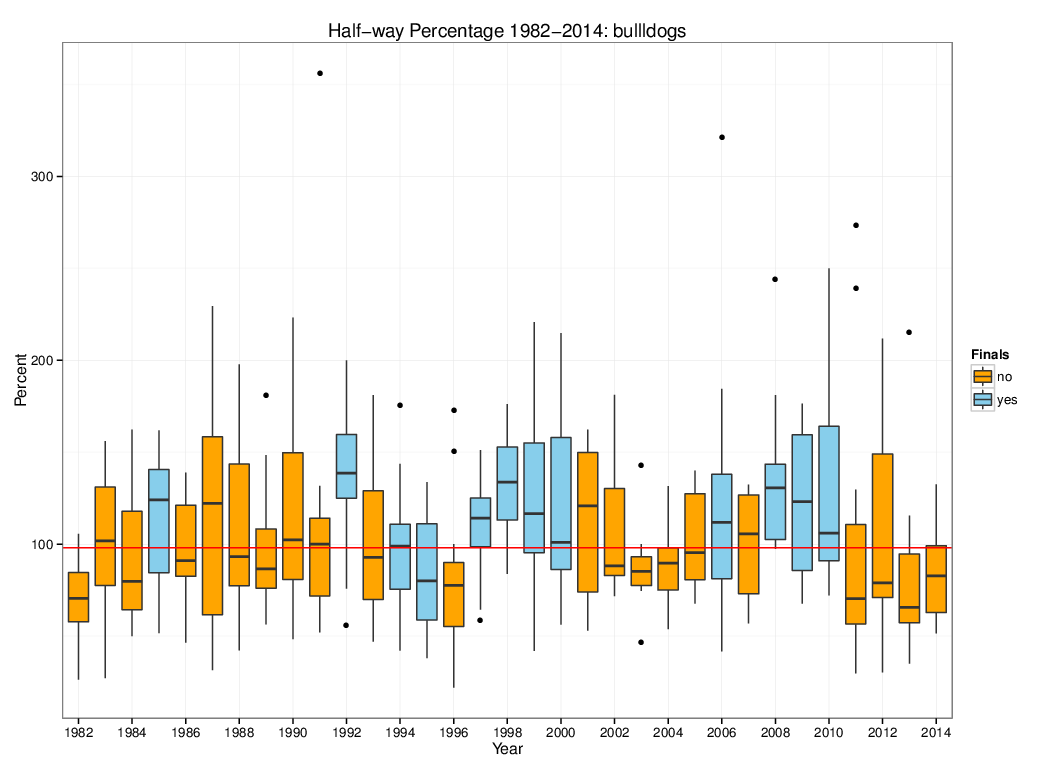 Half−way Percentage 1982−2014: bullldogs
Percent
300
200
100
1982 1984 1986 1988 1990 1992 1994 1996 1998 2000 2002 2004 2006 2008 2010 2012 2014
Year
Finals
no
yes